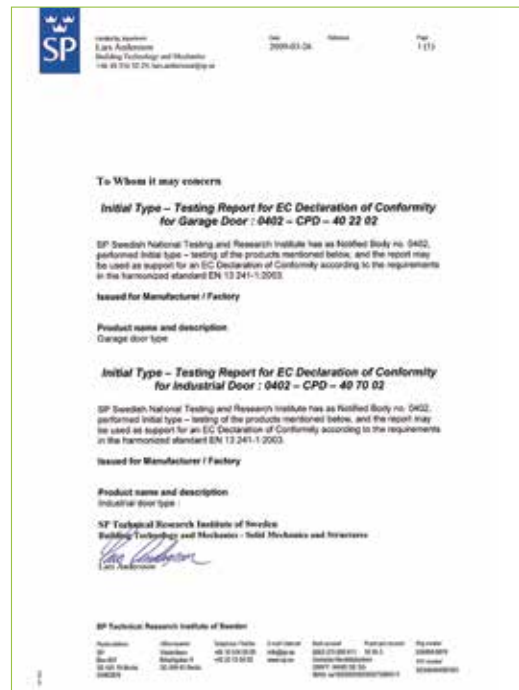 SP
Lars Andersson
Building Technology and Mechanics
Date
2009-03-26
Reference
Page
1 (1)
To Whom it may concern
Initial Type – Testing Report for EC Declaration of Conformity
for Garage Door : 0402 – CPD – 40 22 02
SP Swedish National Testing and Research Institute has as Notified Body no. 0402,
performed Initial type – testing of the products mentioned below, and the report may
be used as support for an EC Declaration of Conformity according to the requirements
in the harmonized standard EN 13 241-1:2003.
Issued for Manufacturer / Factory
Product name and description
Garage door type
Initial Type – Testing Report for EC Declaration of Conformity
for Industrial Door : 0402 – CPD – 40 70 02
SP Swedish National Testing and Research Institute has as Notified Body no. 0402,
performed Initial type – testing of the products mentioned below, and the report may
be used as support for an EC Declaration of Conformity according to the requirements
in the harmonized standard EN 13 241-1:2003.
Issued for Manufacturer / Factory
Product name and description
Industrial door type :
SP Technical Research Institute of Sweden
Building Technology and Mechanics - Solid Mechanics and Structures
Lars Andersson
SP Technical Research Institute of Sweden